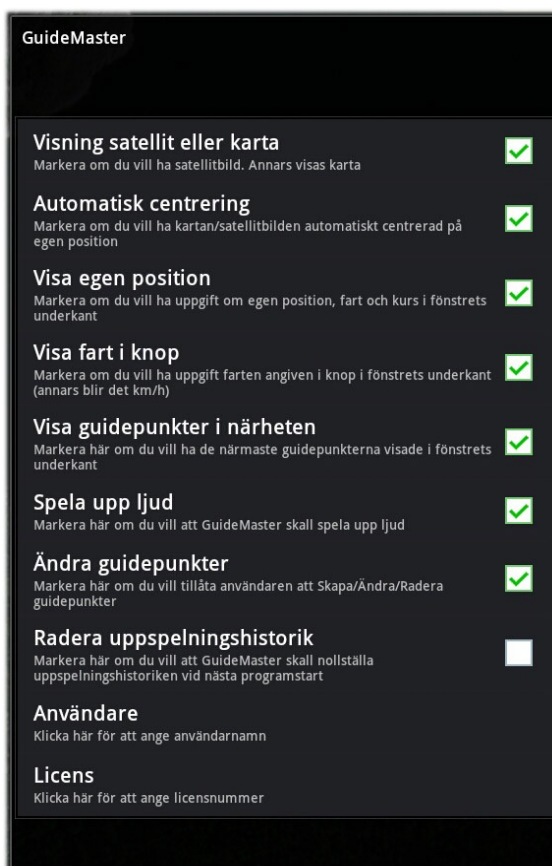 GuideMaster
Visning satellit eller karta
Markera om du vill ha satellitbild. Annars visas karta
Automatisk centrering
Markera om du vill ha kartan/satellitbilden automatiskt centrerad på
egen position
Visa egen position
Markera om du vill ha uppgift om egen position, fart och kurs i fönstrets
underkant
Visa fart i knop
Markera om du vill ha uppgift farten angiven i knop i fönstrets underkant
(annars blir det km/h)
Visa guidepunkter i närheten
Markera här om du vill ha de närmaste guidepunkterna visade i fönstrets
underkant
Spela upp ljud
Markera här om du vill att GuideMaster skall spela upp ljud
Ändra guidepunkter
Markera här om du vill tillåta användaren att Skapa/Ändra/Radera
guidepunkter
Radera uppspelningshistorik
Markera här om du vill att GuideMaster skall nollställa
uppspelningshistoriken vid nästa programstart
Användare
Klicka här för att ange användarnamn
Licens
Klicka här för att ange licensnummer